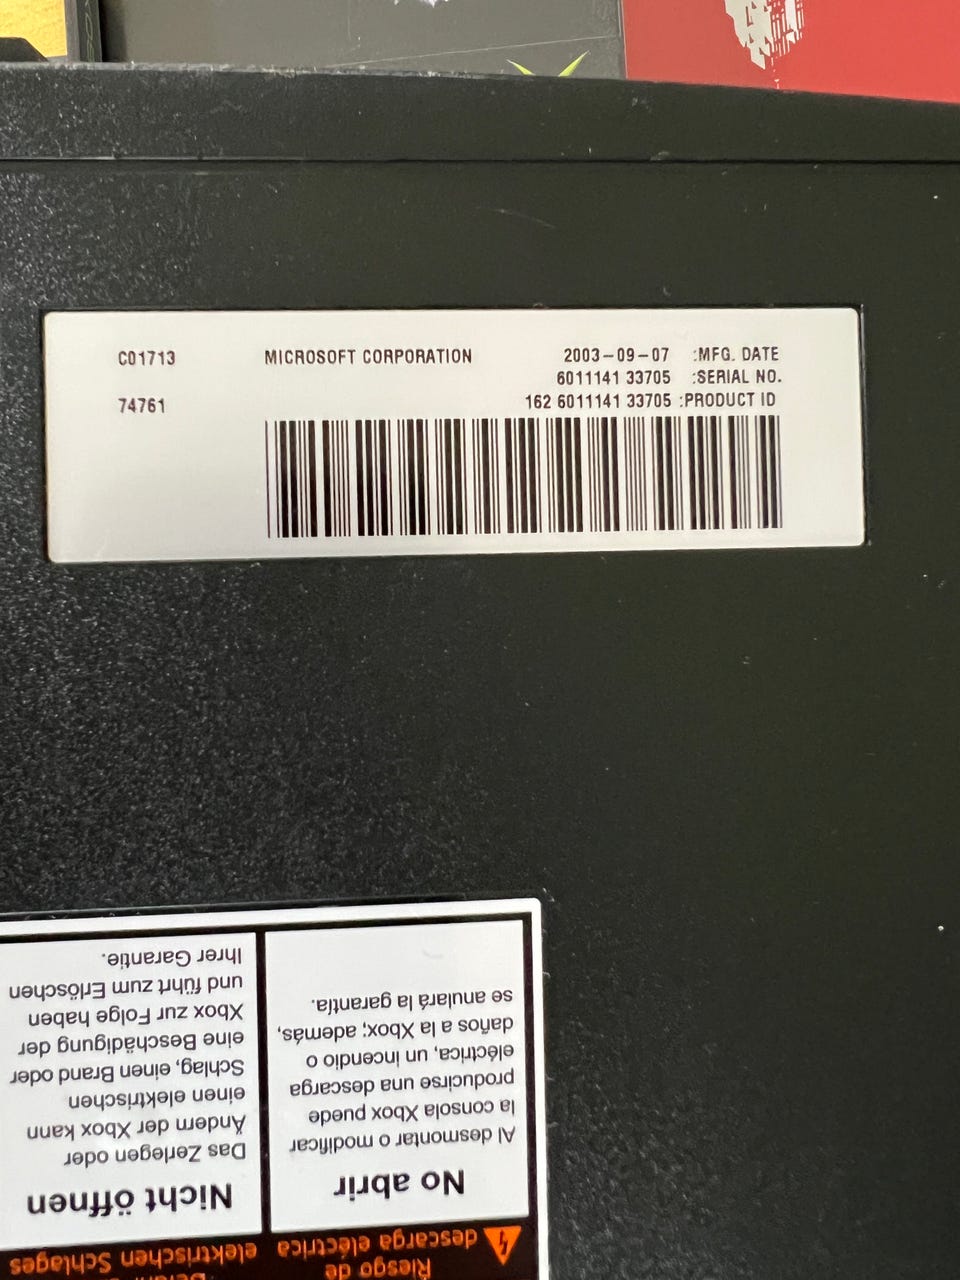 C01713 MICROSOFT CORPORATION 2003-09-07 :MFG. DATE
6011141 33705 :SERIAL NO.
74761 162 6011141 33705 :PRODUCT ID
Riesgo de
descarga eléctrica
No abrir
Al desmontar o modificar
la consola Xbox puede
producirse una descarga
eléctrica, un incendio o
daños a la Xbox; además,
se anulará la garantía.
elektrischen Schlages
Nicht öffnen
Das Zerlegen oder
Ändern der Xbox kann
einen elektrischen
Schlag, einen Brand oder
eine Beschädigung der
Xbox zur Folge haben
und führt zum Erlöschen
Ihrer Garantie.